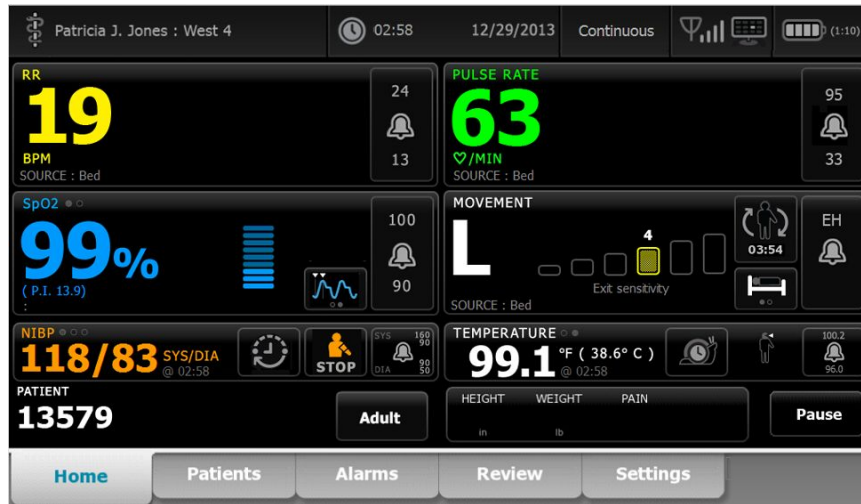 Patricia J. Jones : West 4
02:58
12/29/2013
Continuous
(1:10)
RR
19
BPM
SOURCE : Bed
24
13
PULSE RATE
63
/MIN
SOURCE : Bed
95
33
SpO2
99%
( P.I. 13.9)
:
100
90
MOVEMENT
L
4
Exit sensitivity
SOURCE : Bed
03:54
EH
NIBP
118/83 SYS/DIA
@ 02:58
STOP
SYS 160
90
DIA 90
50
TEMPERATURE
99.1 °F ( 38.6° C )
@ 02:58
100.2
96.0
PATIENT
13579
Adult
HEIGHT WEIGHT PAIN
in lb
Pause
Home Patients Alarms Review Settings